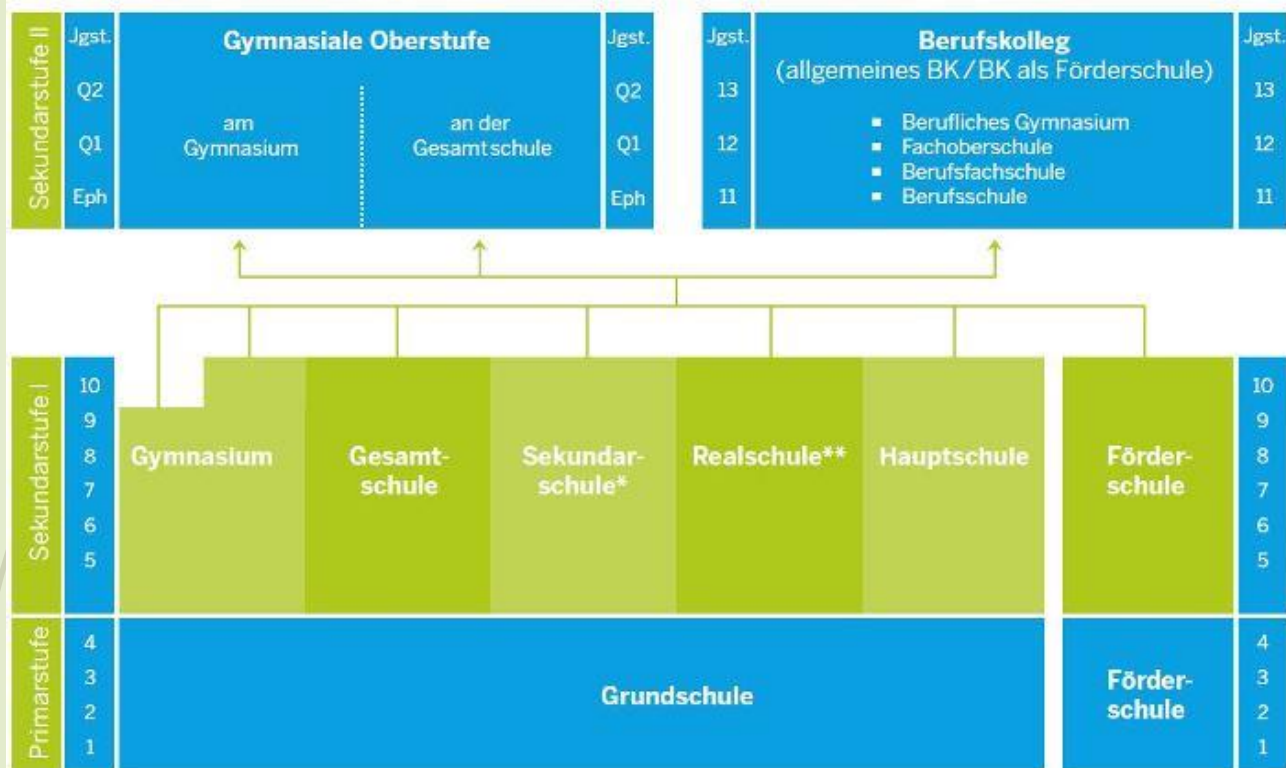 Sekundarstufe II
Jgst.
Q2
Q1
Eph
Gymnasiale Oberstufe
am
Gymnasium
an der
Gesamtschule
Jgst.
Q2
Q1
Eph
Jgst.
13
12
11
Berufskolleg
(allgemeines BK/BK als Förderschule)
▪ Berufliches Gymnasium
▪ Fachoberschule
▪ Berufsfachschule
▪ Berufsschule
Jgst.
13
12
11
Sekundarstufe I
10
9
8
7
6
5
Gymnasium
Gesamt-
schule
Sekundar-
schule*
Realschule**
Hauptschule
Förder-
schule
10
9
8
7
6
5
Primarstufe
4
3
2
1
Grundschule
Förder-
schule
4
3
2
1